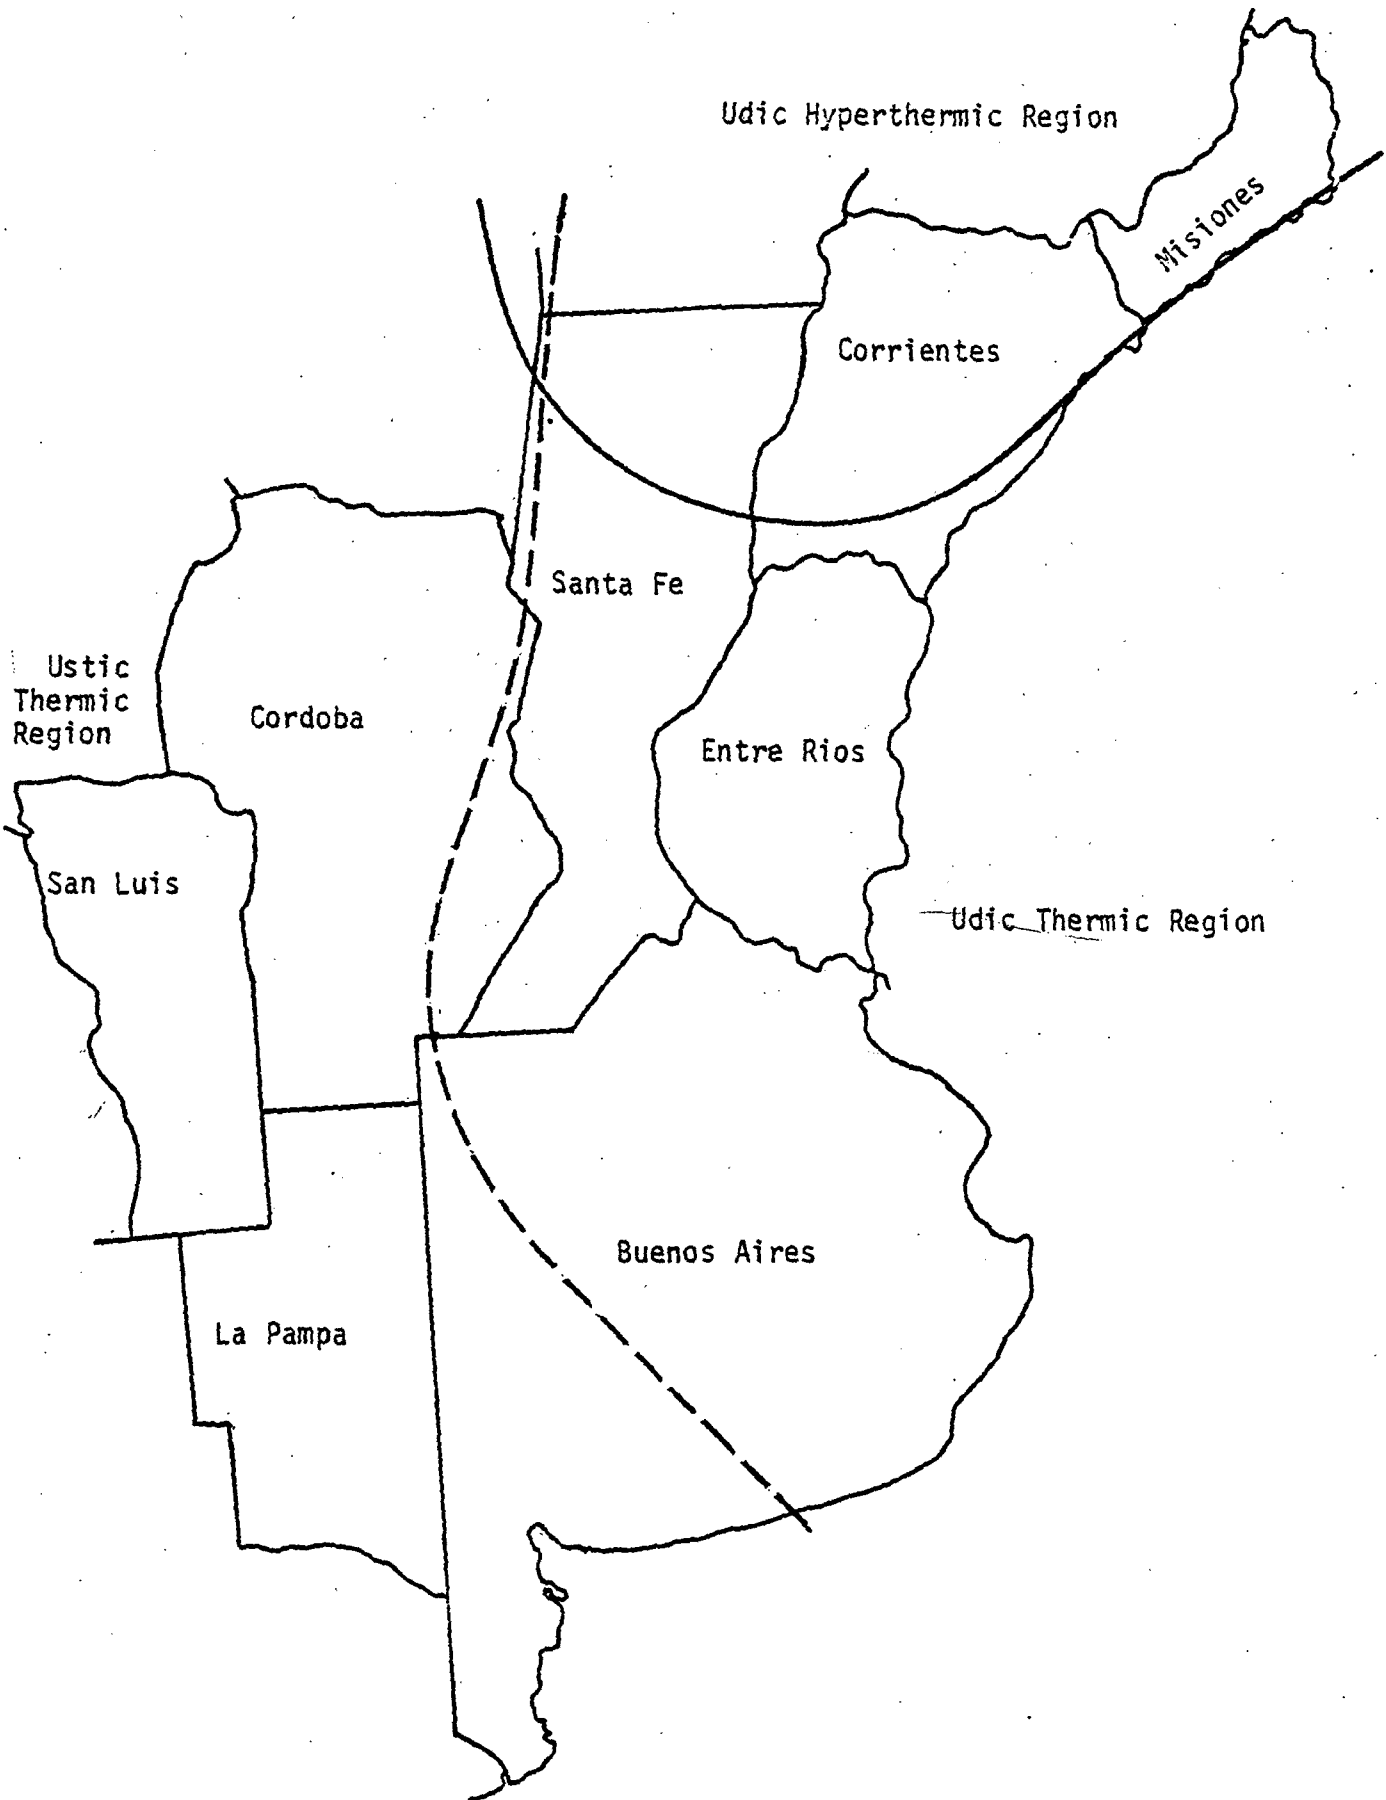 Udic Hyperthermic Region
Misiones
Corrientes
Santa Fe
Ustic
Thermic
Region
Cordoba
Entre Rios
San Luis
Udic Thermic Region
Buenos Aires
La Pampa